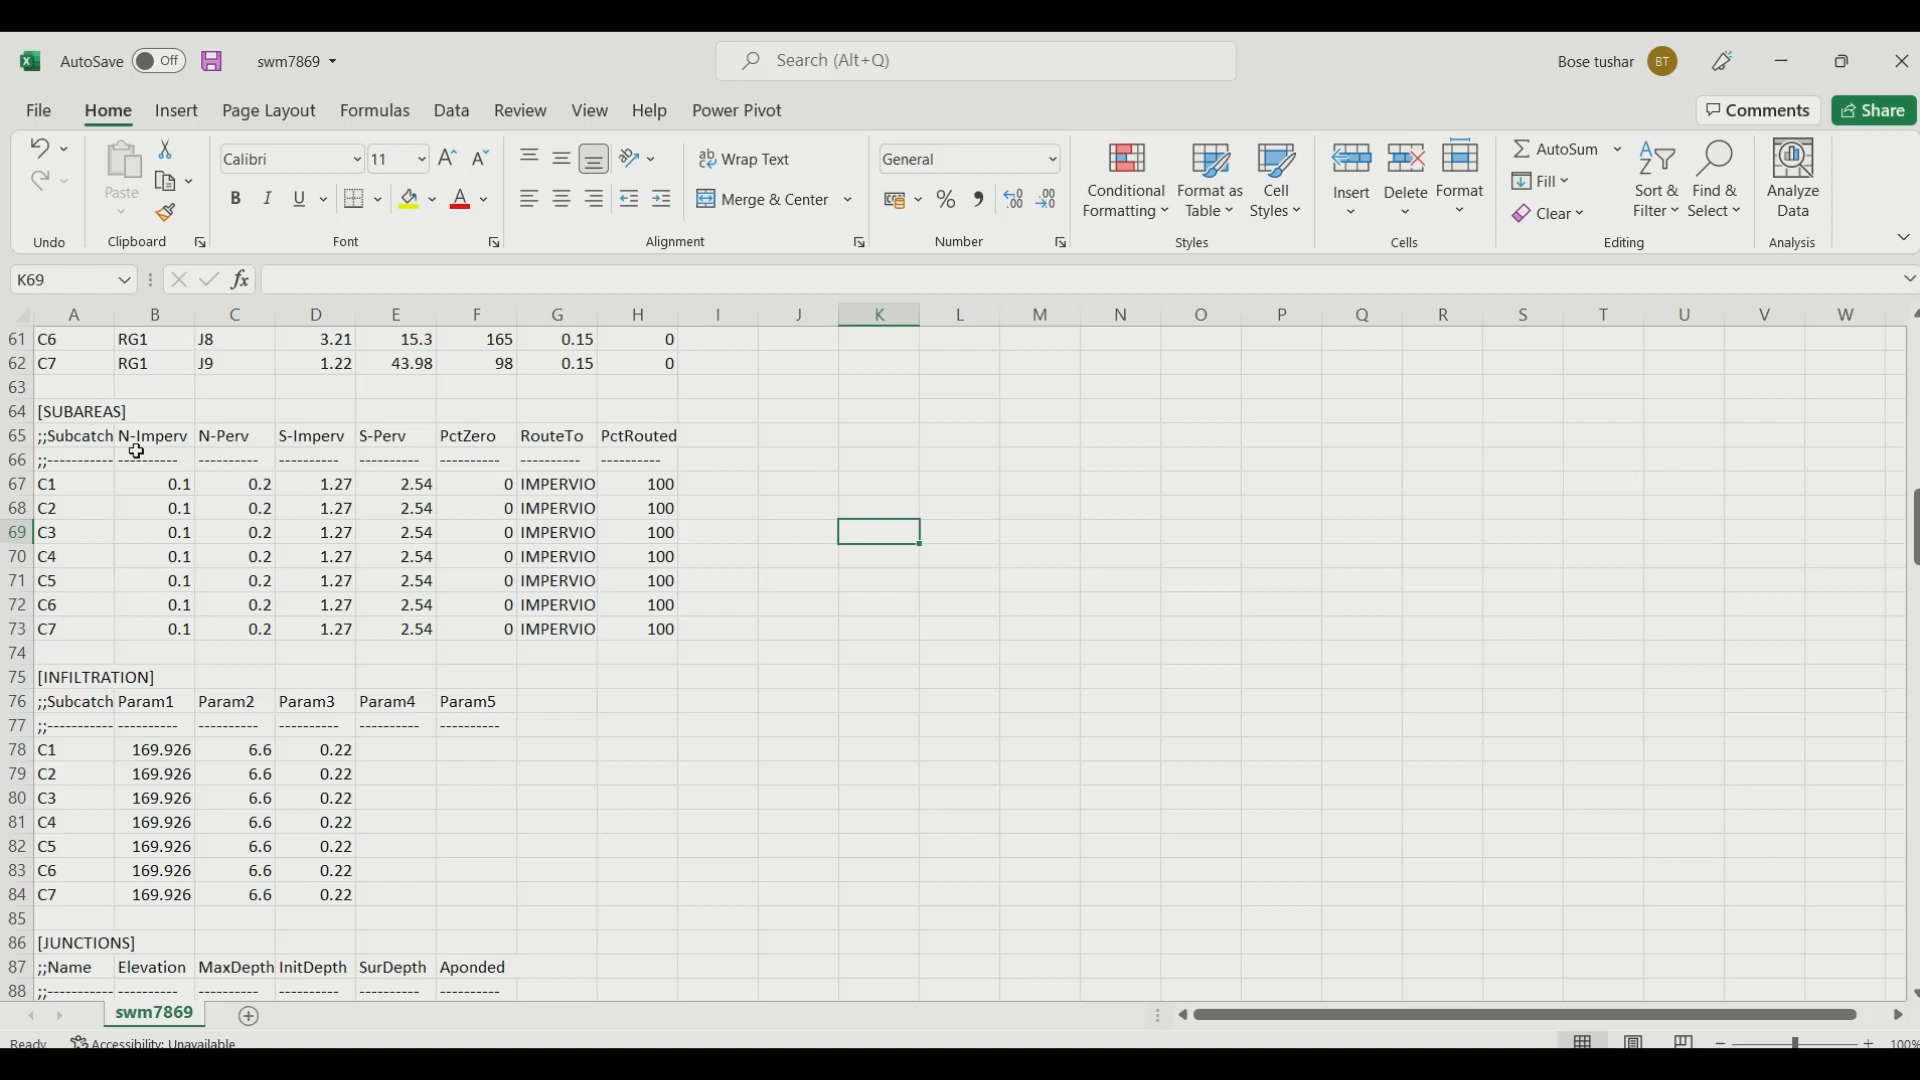 AutoSave Off swm7869 Search (Alt+Q) Bose tushar BT
File Home Insert Page Layout Formulas Data Review View Help Power Pivot Comments Share
Paste Calibri 11 Wrap Text General Conditional Formatting Format as Table Cell Styles Insert Delete Format AutoSum Sort & Filter Find & Select Analyze Data
B I U Merge & Center % Fill Clear
Undo Clipboard Font Alignment Number Styles Cells Editing Analysis
K69 fx
A B C D E F G H I J K L M N O P Q R S T U V W
61 C6 RG1 J8 3.21 15.3 165 0.15 0
62 C7 RG1 J9 1.22 43.98 98 0.15 0
63
64 [SUBAREAS]
65 ;;Subcatch N-Imperv N-Perv S-Imperv S-Perv PctZero RouteTo PctRouted
66 ;;----------- ---------- ---------- ---------- ---------- ---------- ---------- ----------
67 C1 0.1 0.2 1.27 2.54 0 IMPERVIO 100
68 C2 0.1 0.2 1.27 2.54 0 IMPERVIO 100
69 C3 0.1 0.2 1.27 2.54 0 IMPERVIO 100
70 C4 0.1 0.2 1.27 2.54 0 IMPERVIO 100
71 C5 0.1 0.2 1.27 2.54 0 IMPERVIO 100
72 C6 0.1 0.2 1.27 2.54 0 IMPERVIO 100
73 C7 0.1 0.2 1.27 2.54 0 IMPERVIO 100
74
75 [INFILTRATION]
76 ;;Subcatch Param1 Param2 Param3 Param4 Param5
77 ;;----------- ---------- ---------- ---------- ---------- ----------
78 C1 169.926 6.6 0.22
79 C2 169.926 6.6 0.22
80 C3 169.926 6.6 0.22
81 C4 169.926 6.6 0.22
82 C5 169.926 6.6 0.22
83 C6 169.926 6.6 0.22
84 C7 169.926 6.6 0.22
85
86 [JUNCTIONS]
87 ;;Name Elevation MaxDepth InitDepth SurDepth Aponded
88 ;;----------- ---------- ---------- ---------- ---------- ----------
swm7869
Ready Accessibility: Unavailable 100%